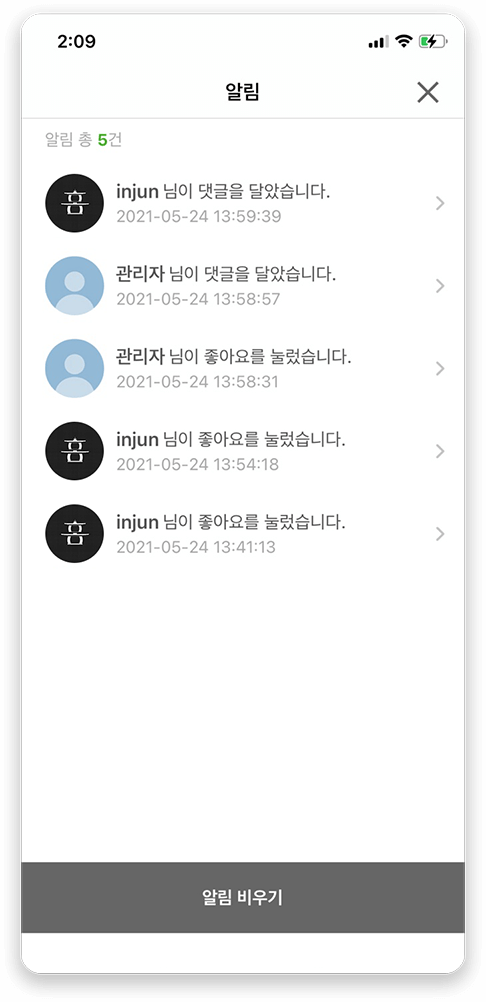 2:09
알림
알림 총 5건
홈
injun 님이 댓글을 달았습니다.
2021-05-24 13:59:39
관리자 님이 댓글을 달았습니다.
2021-05-24 13:58:57
관리자 님이 좋아요를 눌렀습니다.
2021-05-24 13:58:31
홈
injun 님이 좋아요를 눌렀습니다.
2021-05-24 13:54:18
홈
injun 님이 좋아요를 눌렀습니다.
2021-05-24 13:41:13
알림 비우기